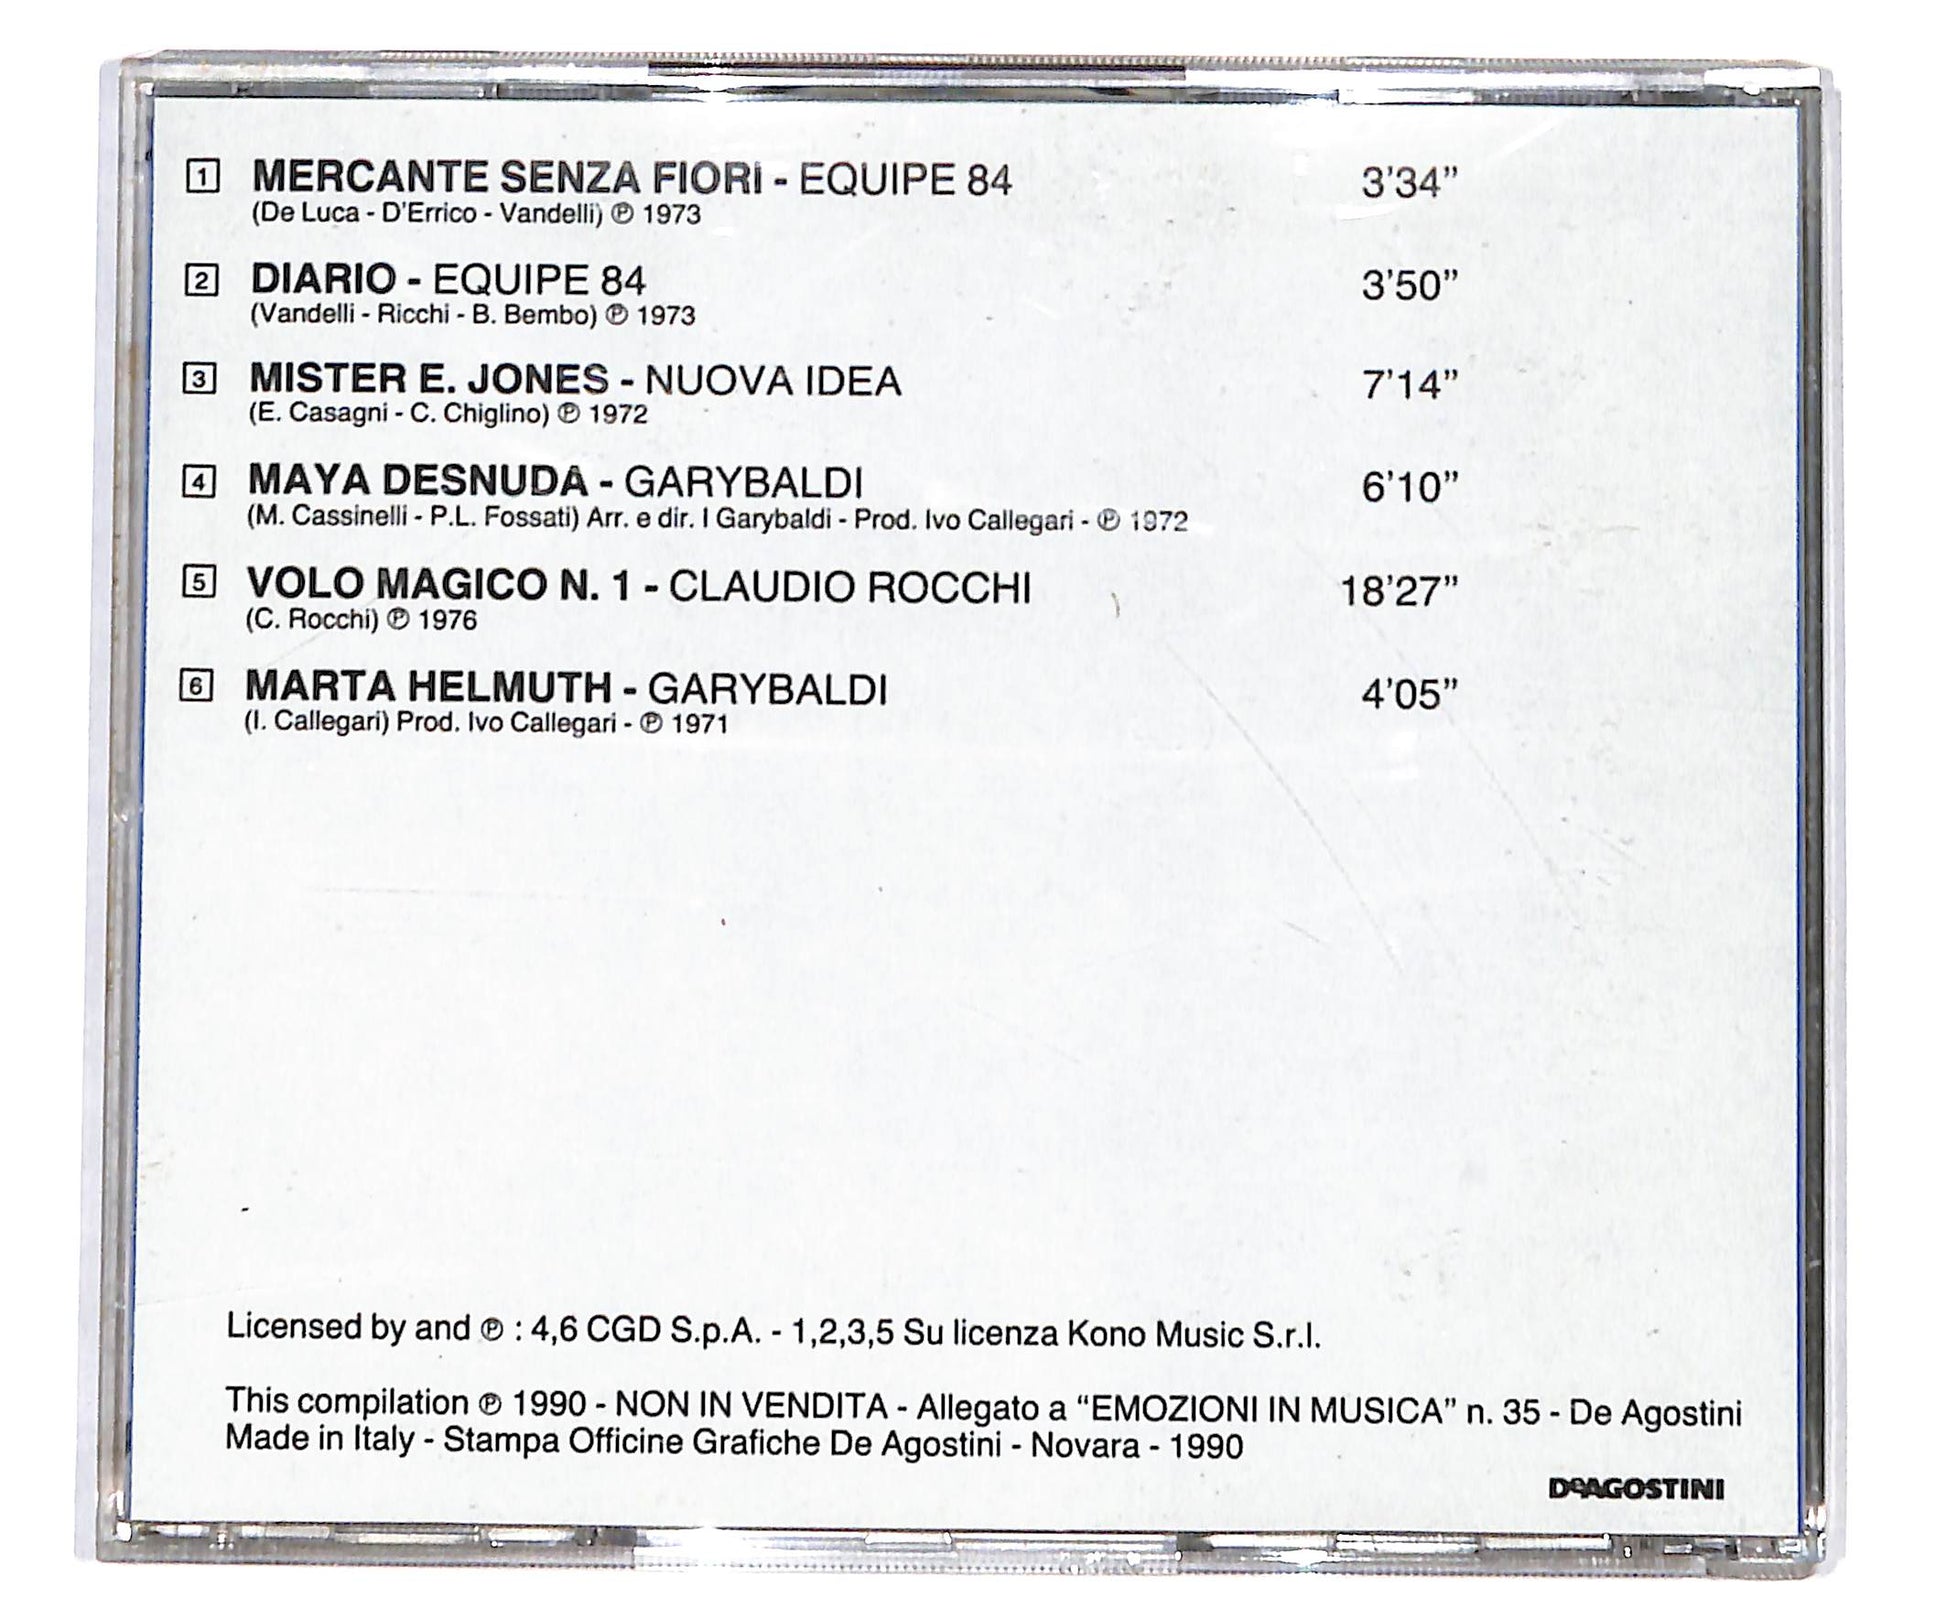 1 MERCANTE SENZA FIORI - EQUIPE 84 3'34"
(De Luca - D'Errico - Vandelli) ℗ 1973
2 DIARIO - EQUIPE 84 3'50"
(Vandelli - Ricchi - B. Bembo) ℗ 1973
3 MISTER E. JONES - NUOVA IDEA 7'14"
(E. Casagni - C. Chiglino) ℗ 1972
4 MAYA DESNUDA - GARYBALDI 6'10"
(M. Cassinelli - P.L. Fossati) Arr. e dir. I Garybaldi - Prod. Ivo Callegari - ℗ 1972
5 VOLO MAGICO N. 1 - CLAUDIO ROCCHI 18'27"
(C. Rocchi) ℗ 1976
6 MARTA HELMUTH - GARYBALDI 4'05"
(I. Callegari) Prod. Ivo Callegari - ℗ 1971
Licensed by and ℗ : 4,6 CGD S.p.A. - 1,2,3,5 Su licenza Kono Music S.r.l.
This compilation ℗ 1990 - NON IN VENDITA - Allegato a “EMOZIONI IN MUSICA” n. 35 - De Agostini
Made in Italy - Stampa Officine Grafiche De Agostini - Novara - 1990
DeAGOSTINI